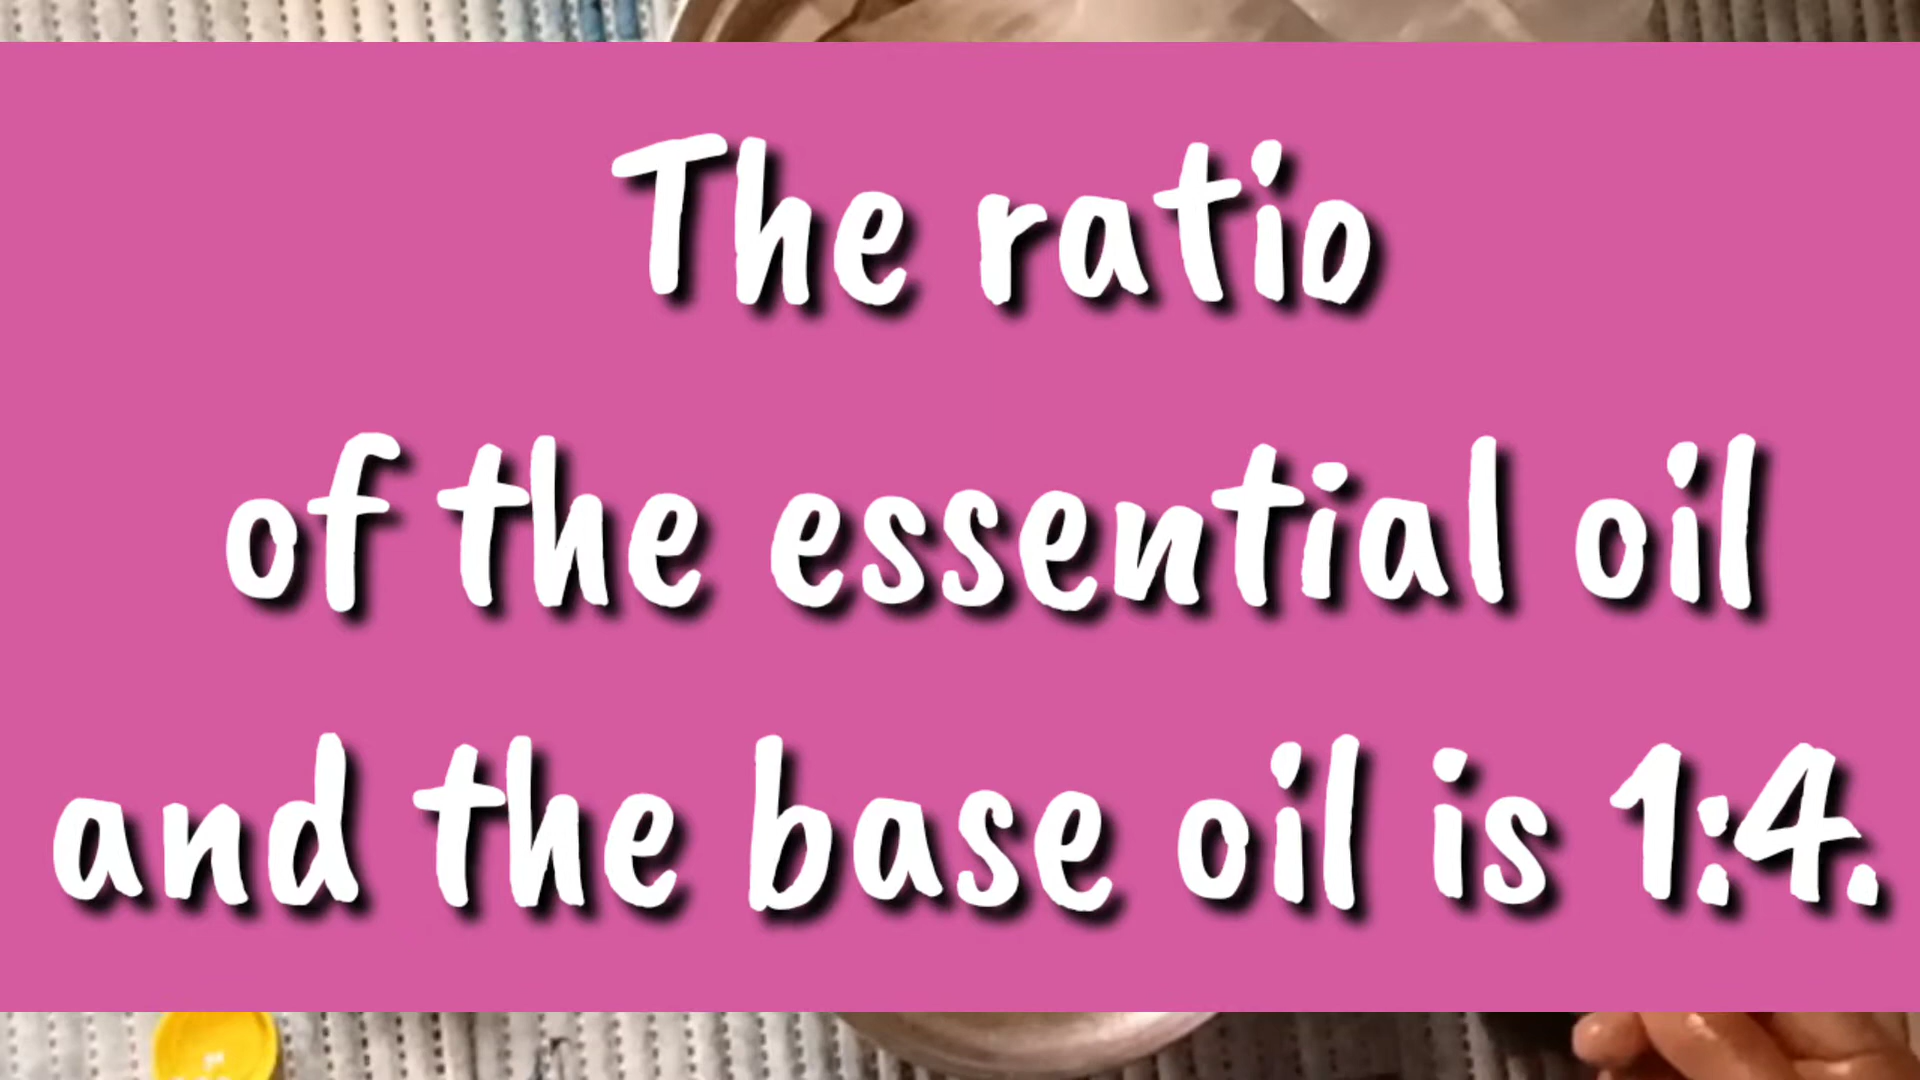 The ratio
of the essential oil
and the base oil is 1:4.